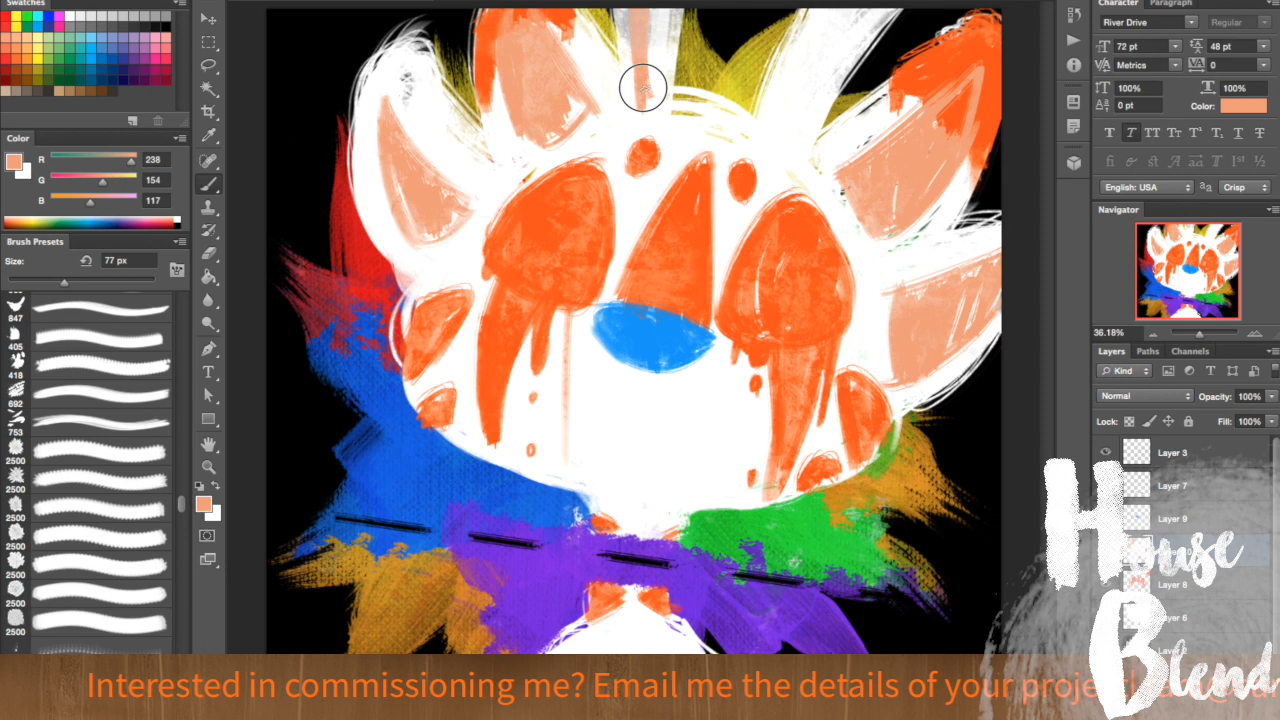 Swatches
Color
R 238
G 154
B 117
Brush Presets
Size: 77 px
847
405
418
692
753
2500
2500
2500
2500
2500
2500
2500
Character Paragraph
River Drive Regular
72 pt 48 pt
Metrics 0
100% 100%
0 pt Color:
English: USA Crisp
Navigator
36.18%
Layers Paths Channels
Kind
Normal Opacity: 100%
Lock: Fill: 100%
Layer 3
Layer 7
Layer 9
Layer 8
Layer 6
House
Blend
Interested in commissioning me? Email me the details of your